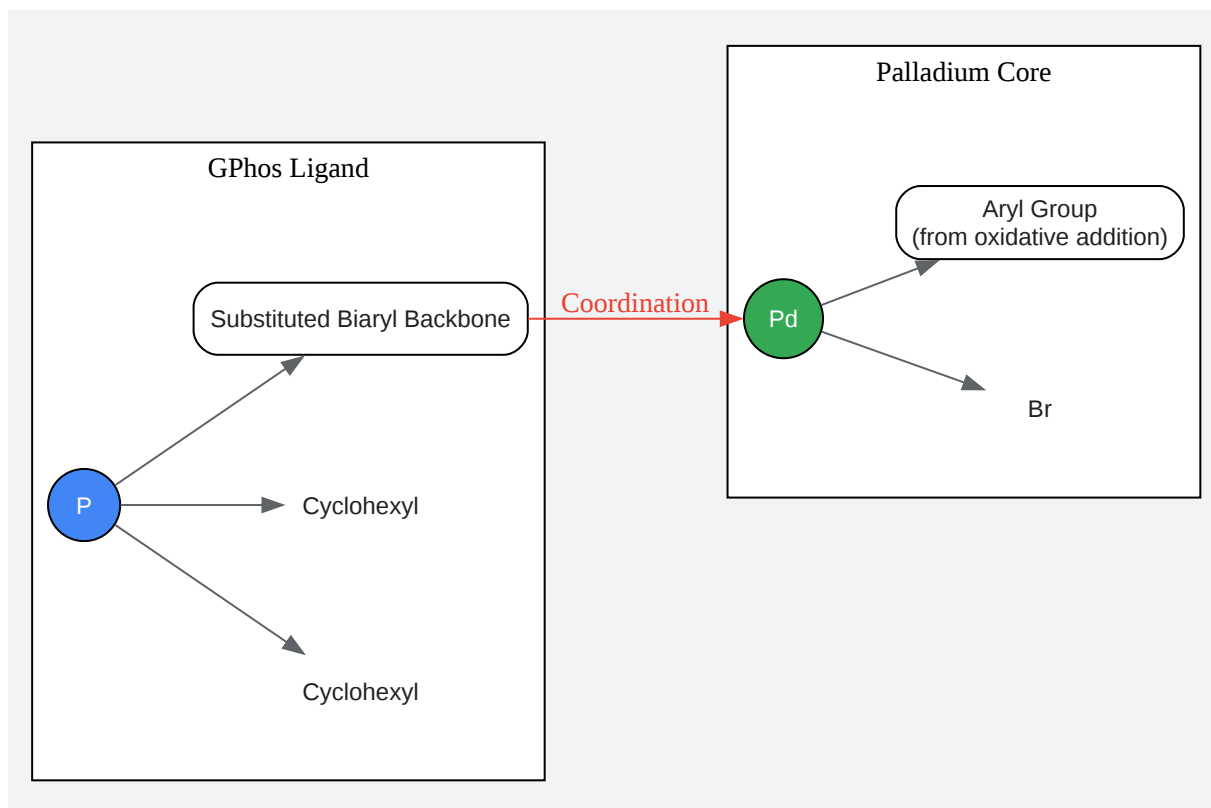 Palladium Core
GPhos Ligand
Aryl Group
(from oxidative addition)
Substituted Biaryl Backbone
Coordination
Pd
Br
P
Cyclohexyl
Cyclohexyl